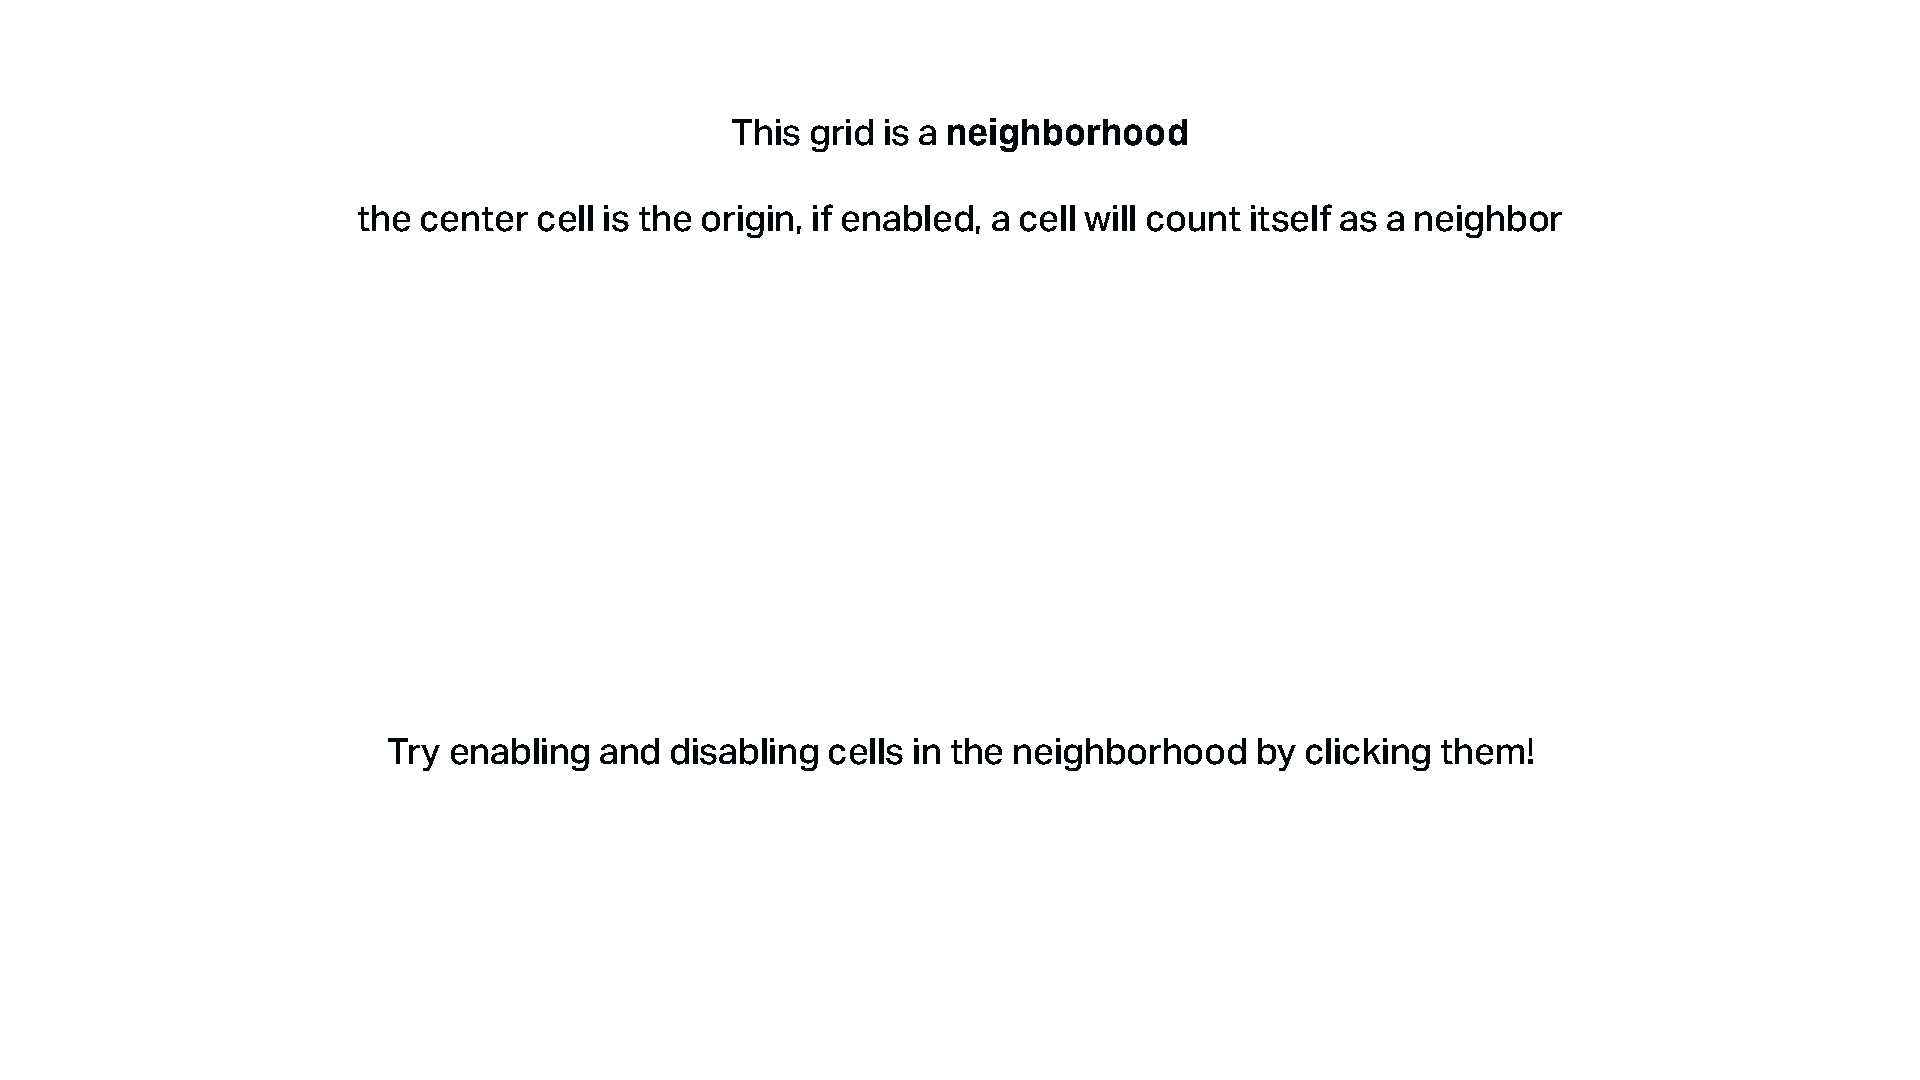 This grid is a neighborhood
the center cell is the origin, if enabled, a cell will count itself as a neighbor
Try enabling and disabling cells in the neighborhood by clicking them!